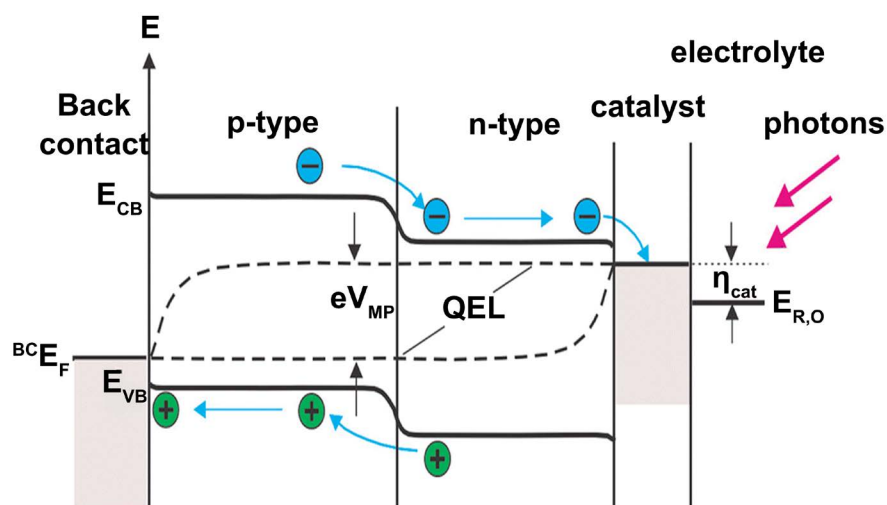 E
electrolyte
Back
contact
p-type
n-type
catalyst
photons
−
E_CB
−
−
eV_MP
QEL
η_cat
E_R,O
BC E_F
E_VB
+
+
+